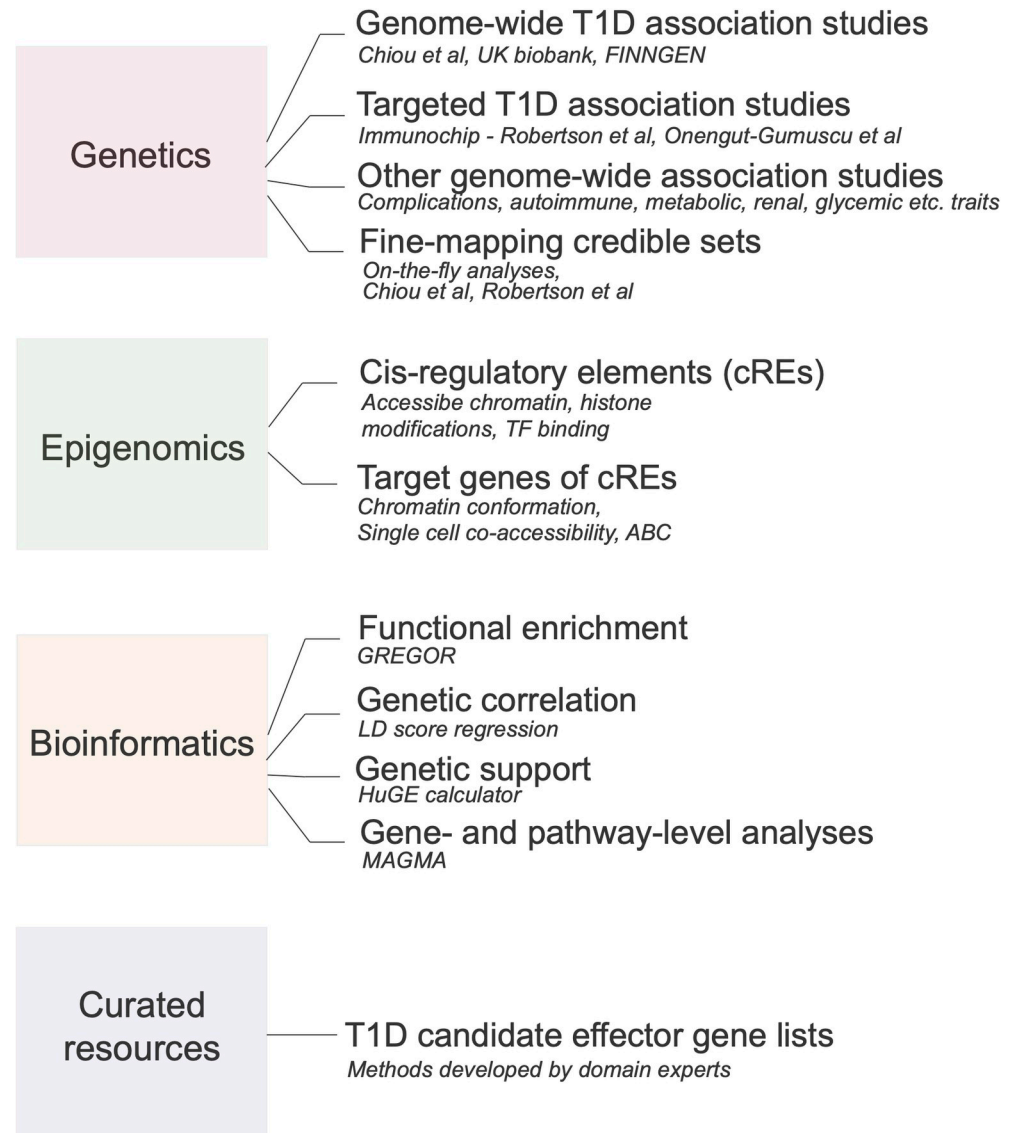 Genetics
Genome-wide T1D association studies
Chiou et al, UK biobank, FINNGEN
Targeted T1D association studies
Immunochip - Robertson et al, Onengut-Gumuscu et al
Other genome-wide association studies
Complications, autoimmune, metabolic, renal, glycemic etc. traits
Fine-mapping credible sets
On-the-fly analyses,
Chiou et al, Robertson et al
Epigenomics
Cis-regulatory elements (cREs)
Accessibe chromatin, histone
modifications, TF binding
Target genes of cREs
Chromatin conformation,
Single cell co-accessibility, ABC
Bioinformatics
Functional enrichment
GREGOR
Genetic correlation
LD score regression
Genetic support
HuGE calculator
Gene- and pathway-level analyses
MAGMA
Curated
resources
T1D candidate effector gene lists
Methods developed by domain experts